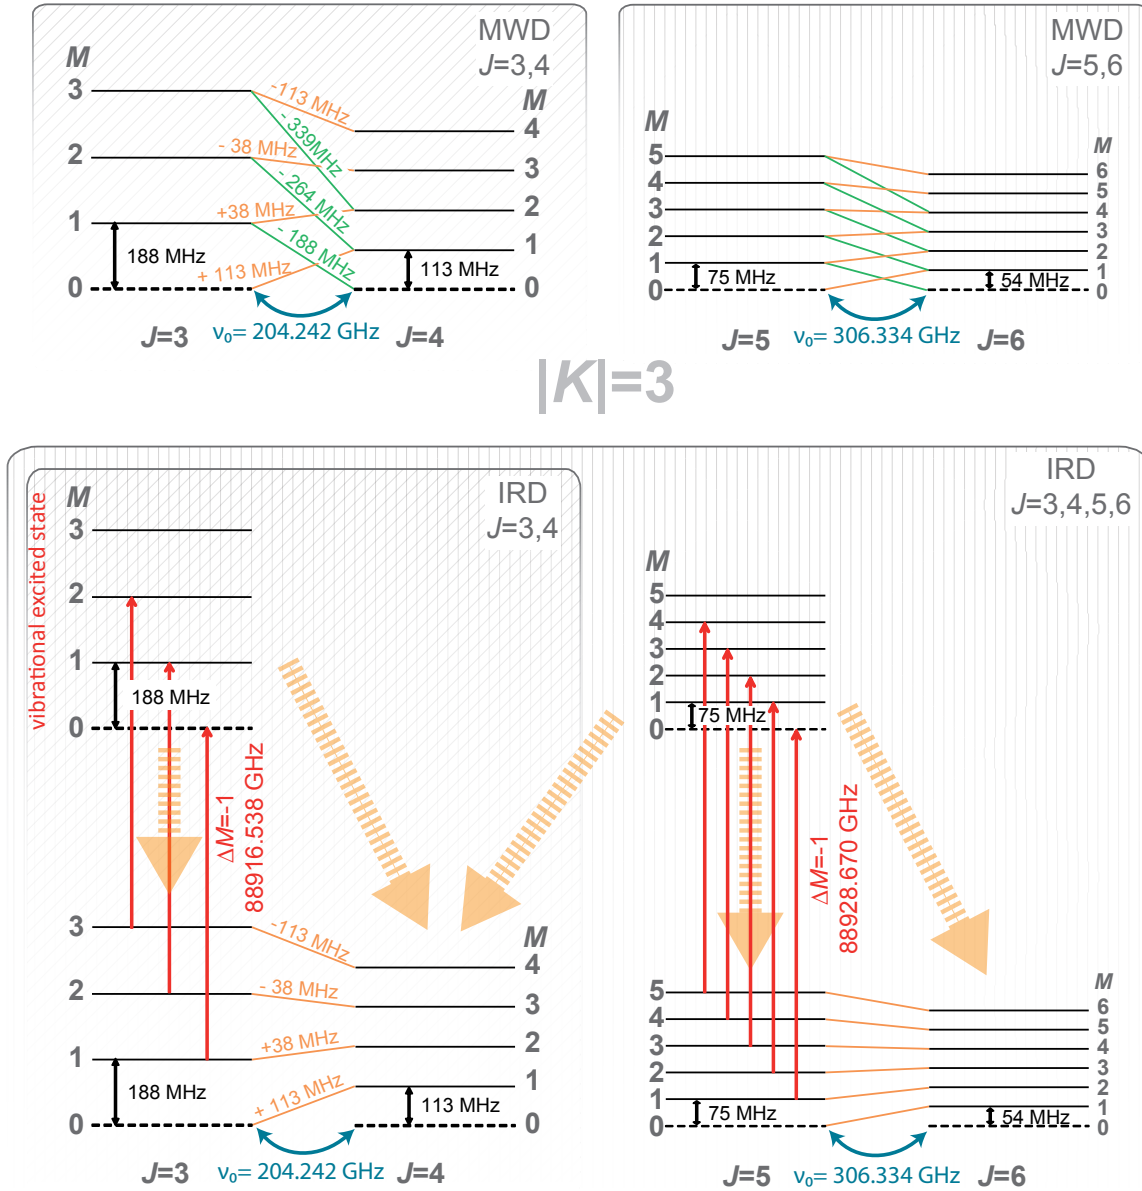 MWD
J=3,4
M
3
2
1
0
-113 MHz
- 339MHz
- 38 MHz
- 264 MHz
+38 MHz
- 188 MHz
+ 113 MHz
188 MHz
M
4
3
2
1
0
113 MHz
J=3
ν₀= 204.242 GHz
J=4
MWD
J=5,6
M
5
4
3
2
1
0
75 MHz
M
6
5
4
3
2
1
0
54 MHz
J=5
ν₀= 306.334 GHz
J=6
|K|=3
IRD
J=3,4
vibrational excited state
M
3
2
1
0
188 MHz
ΔM=-1
88916.538 GHz
3
2
1
0
-113 MHz
- 38 MHz
+38 MHz
+ 113 MHz
188 MHz
M
4
3
2
1
0
113 MHz
J=3
ν₀= 204.242 GHz
J=4
IRD
J=3,4,5,6
M
5
4
3
2
1
0
75 MHz
ΔM=-1
88928.670 GHz
5
4
3
2
1
0
75 MHz
M
6
5
4
3
2
1
0
54 MHz
J=5
ν₀= 306.334 GHz
J=6